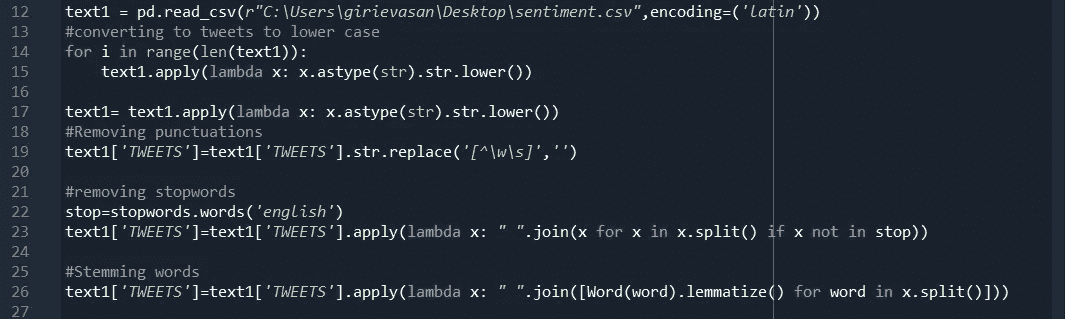 12 text1 = pd.read_csv(r"C:\Users\girievasan\Desktop\sentiment.csv",encoding=('latin'))
13 #converting to tweets to lower case
14 for i in range(len(text1)):
15     text1.apply(lambda x: x.astype(str).str.lower())
16
17 text1= text1.apply(lambda x: x.astype(str).str.lower())
18 #Removing punctuations
19 text1['TWEETS']=text1['TWEETS'].str.replace('[^\w\s]','')
20
21 #removing stopwords
22 stop=stopwords.words('english')
23 text1['TWEETS']=text1['TWEETS'].apply(lambda x: " ".join(x for x in x.split() if x not in stop))
24
25 #Stemming words
26 text1['TWEETS']=text1['TWEETS'].apply(lambda x: " ".join([Word(word).lemmatize() for word in x.split()]))
27